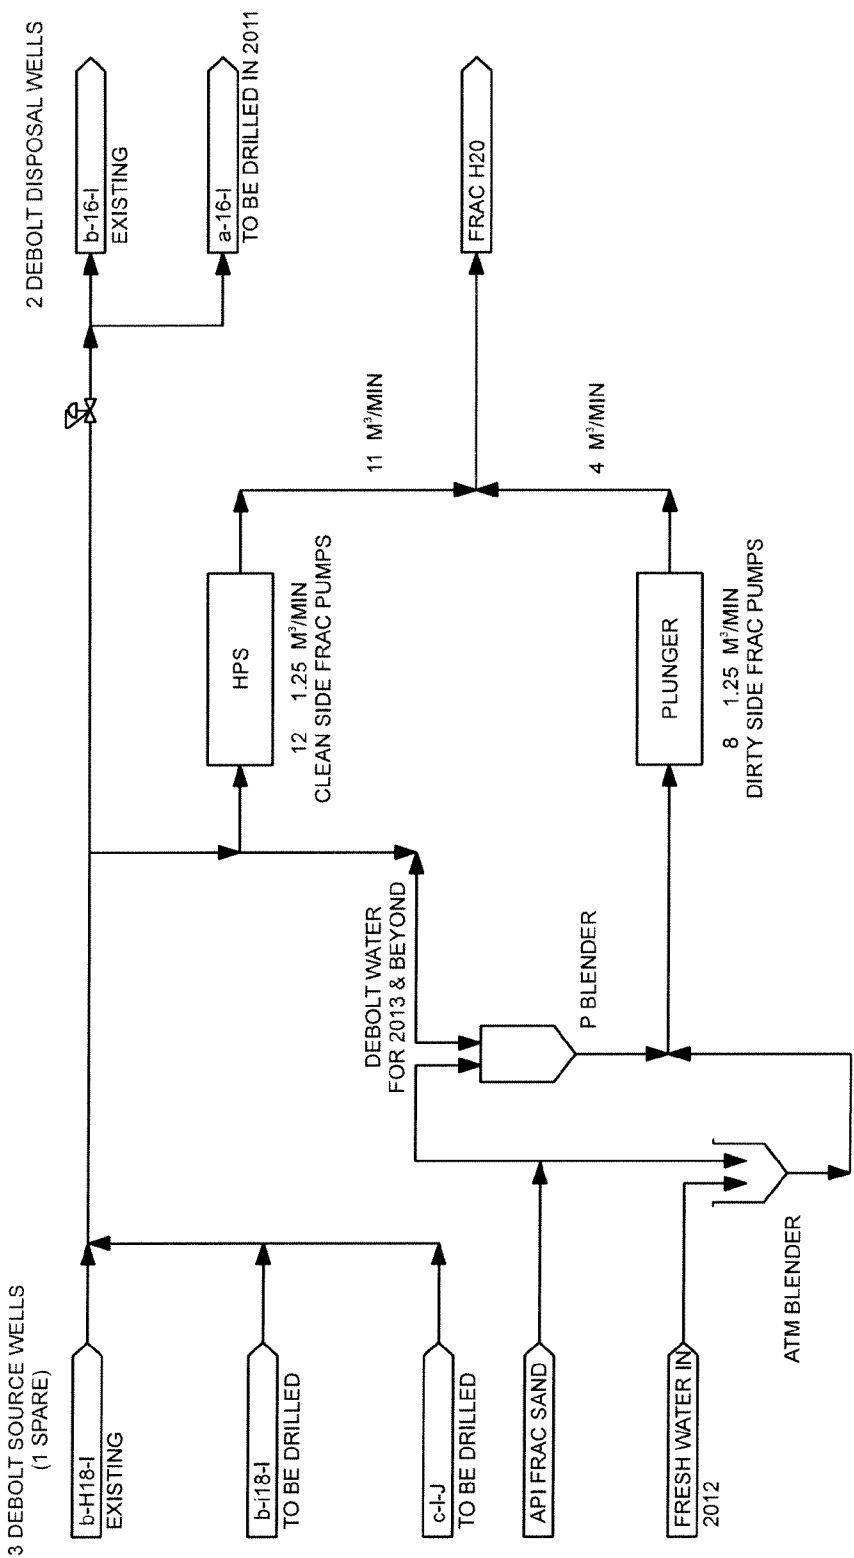 3 DEBOLT SOURCE WELLS
(1 SPARE)
b-H18-I
EXISTING
b-i18-I
TO BE DRILLED
c-I-J
TO BE DRILLED
API FRAC SAND
FRESH WATER IN
2012
ATM BLENDER
P BLENDER
DEBOLT WATER
FOR 2013 & BEYOND
HPS
12 1.25 M³/MIN
CLEAN SIDE FRAC PUMPS
PLUNGER
8 1.25 M³/MIN
DIRTY SIDE FRAC PUMPS
11 M³/MIN
4 M³/MIN
2 DEBOLT DISPOSAL WELLS
b-16-I
EXISTING
a-16-I
TO BE DRILLED IN 2011
FRAC H20